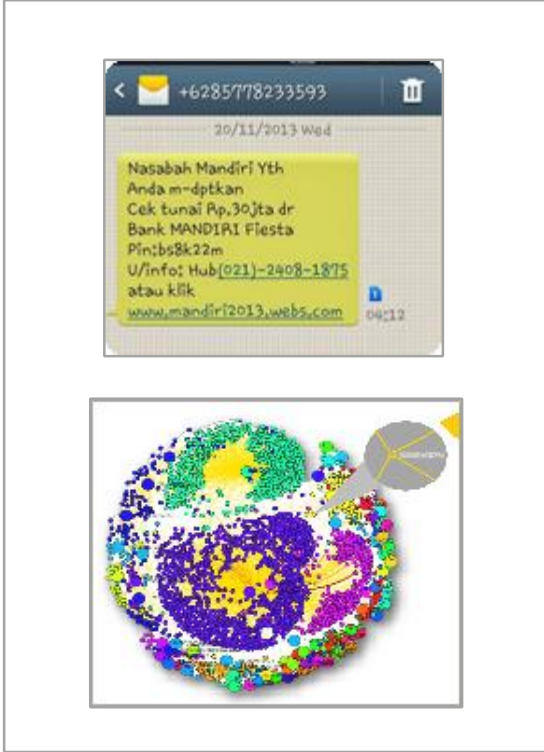 +6285778233593
20/11/2013 Wed
Nasabah Mandiri Yth
Anda m-dptkan
Cek tunai Rp.30jta dr
Bank MANDIRI Fiesta
Pin:bs8k22m
U/info: Hub(021)-2408-1875
atau klik
www.mandiri2013.webs.com
04:12